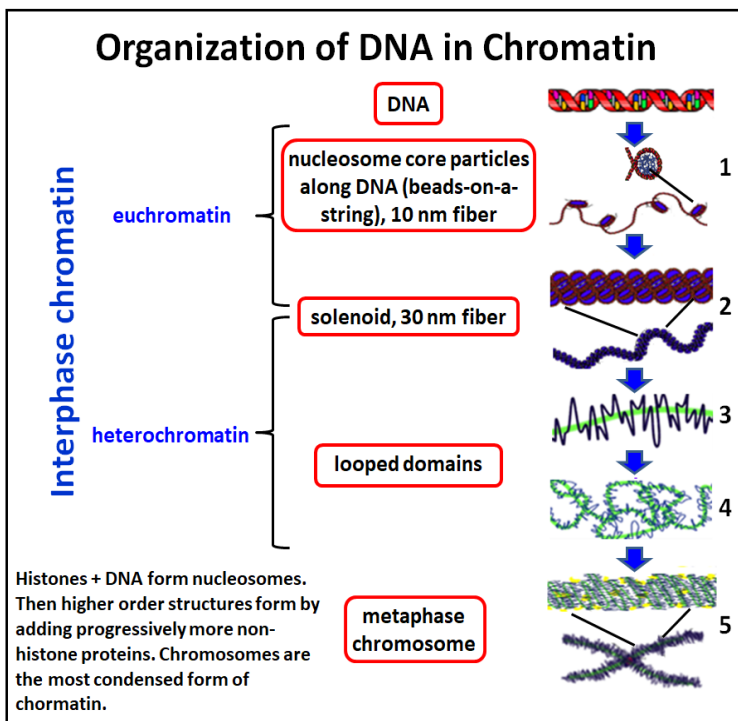 Organization of DNA in Chromatin
DNA
nucleosome core particles
along DNA (beads-on-a-
string), 10 nm fiber
1
euchromatin
2
solenoid, 30 nm fiber
Interphase chromatin
3
heterochromatin
looped domains
4
Histones + DNA form nucleosomes.
Then higher order structures form by
adding progressively more non-
histone proteins. Chromosomes are
the most condensed form of
chormatin.
metaphase
chromosome
5